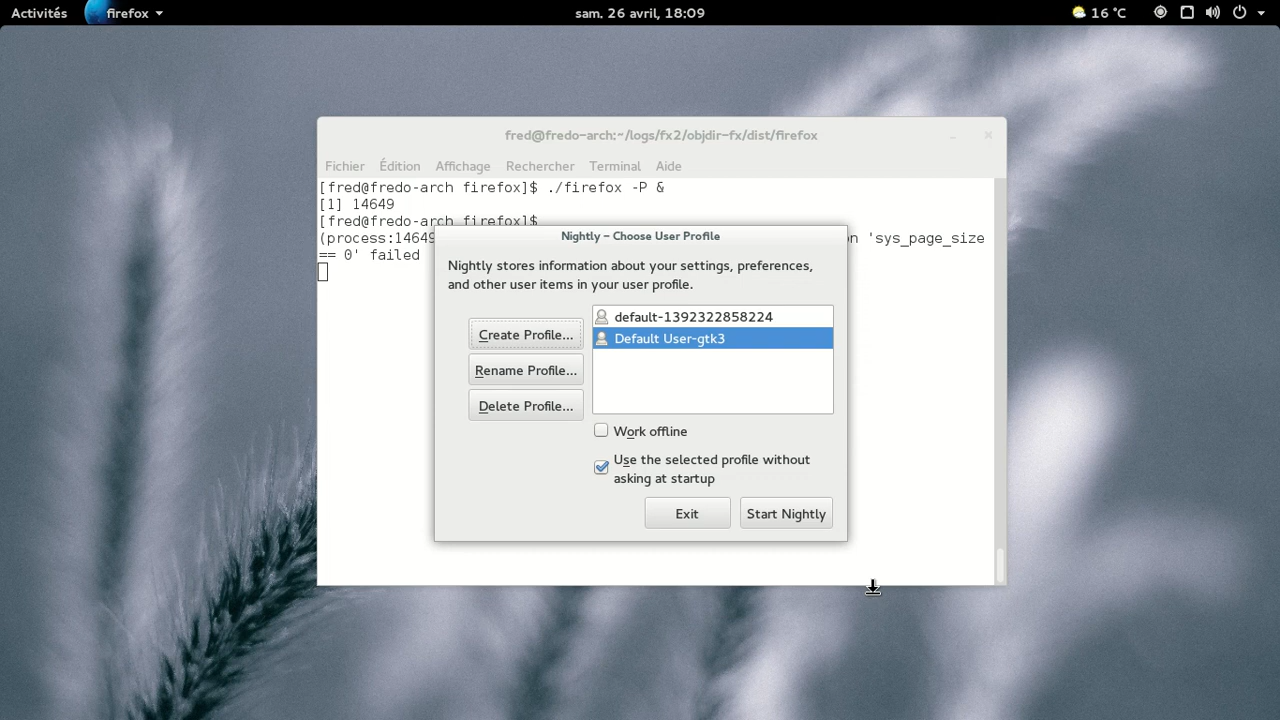 Activités firefox sam. 26 avril, 18:09 16 °C
fred@fredo-arch:~/logs/fx2/objdir-fx/dist/firefox
Fichier Édition Affichage Rechercher Terminal Aide
[fred@fredo-arch firefox]$ ./firefox -P &
[1] 14649
[fred@fredo-arch firefox]$
(process:14649 'sys_page_size
== 0' failed
Nightly – Choose User Profile
Nightly stores information about your settings, preferences,
and other user items in your user profile.
Create Profile...
Rename Profile...
Delete Profile...
default-1392322858224
Default User-gtk3
Work offline
Use the selected profile without
asking at startup
Exit
Start Nightly